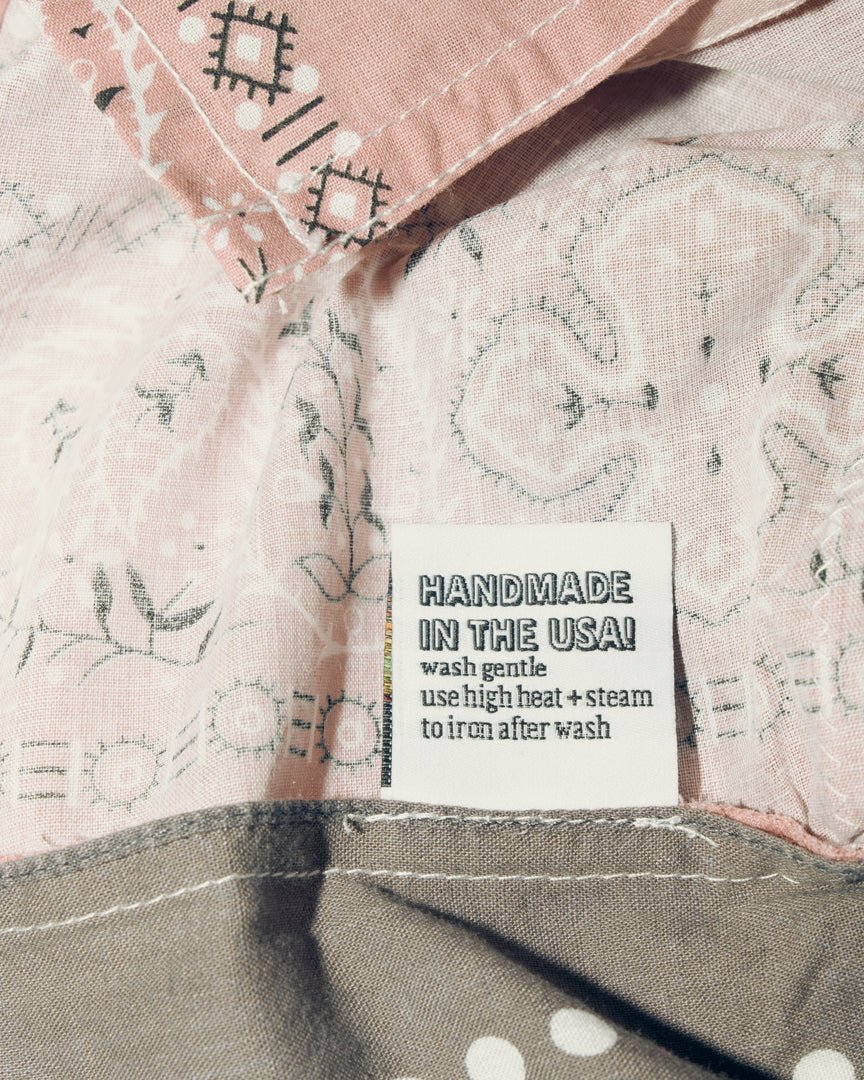 HANDMADE
IN THE USA!
wash gentle
use high heat + steam
to iron after wash